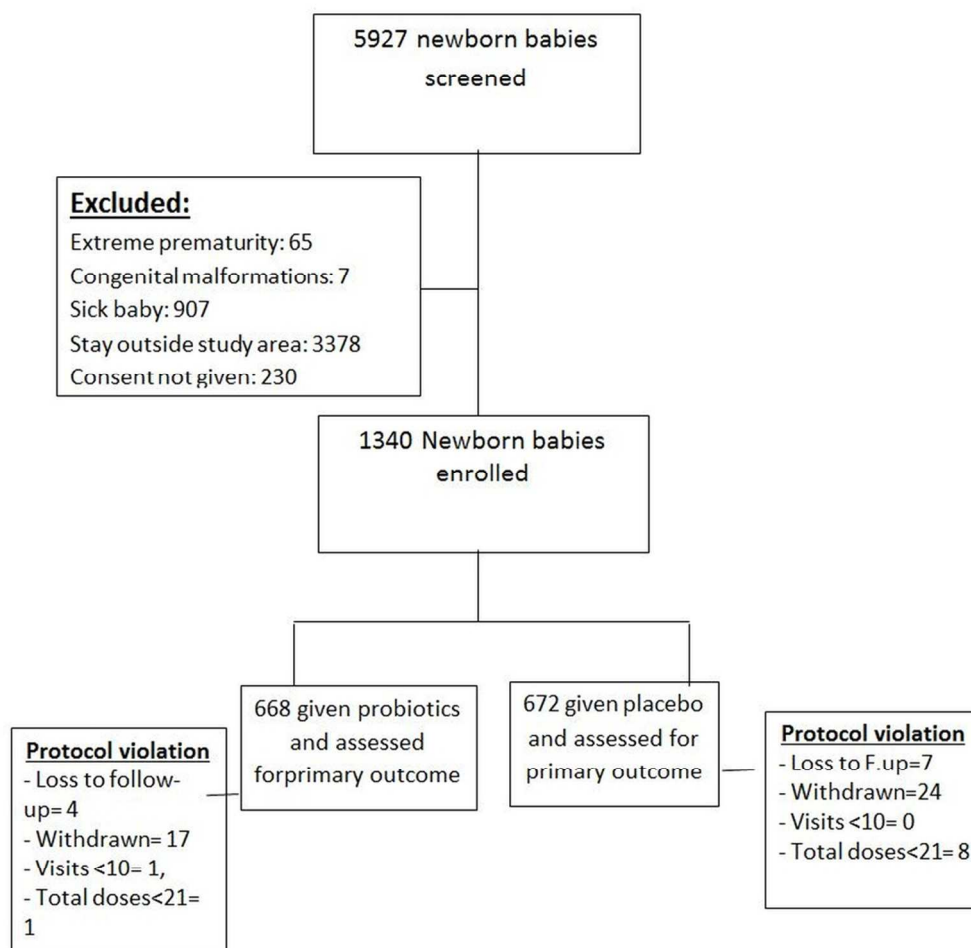 5927 newborn babies
screened
Excluded:
Extreme prematurity: 65
Congenital malformations: 7
Sick baby: 907
Stay outside study area: 3378
Consent not given: 230
1340 Newborn babies
enrolled
668 given probiotics
and assessed
forprimary outcome
672 given placebo
and assessed for
primary outcome
Protocol violation
- Loss to follow-
up= 4
- Withdrawn= 17
- Visits <10= 1,
- Total doses<21=
1
Protocol violation
- Loss to F.up=7
- Withdrawn=24
- Visits <10= 0
- Total doses<21= 8